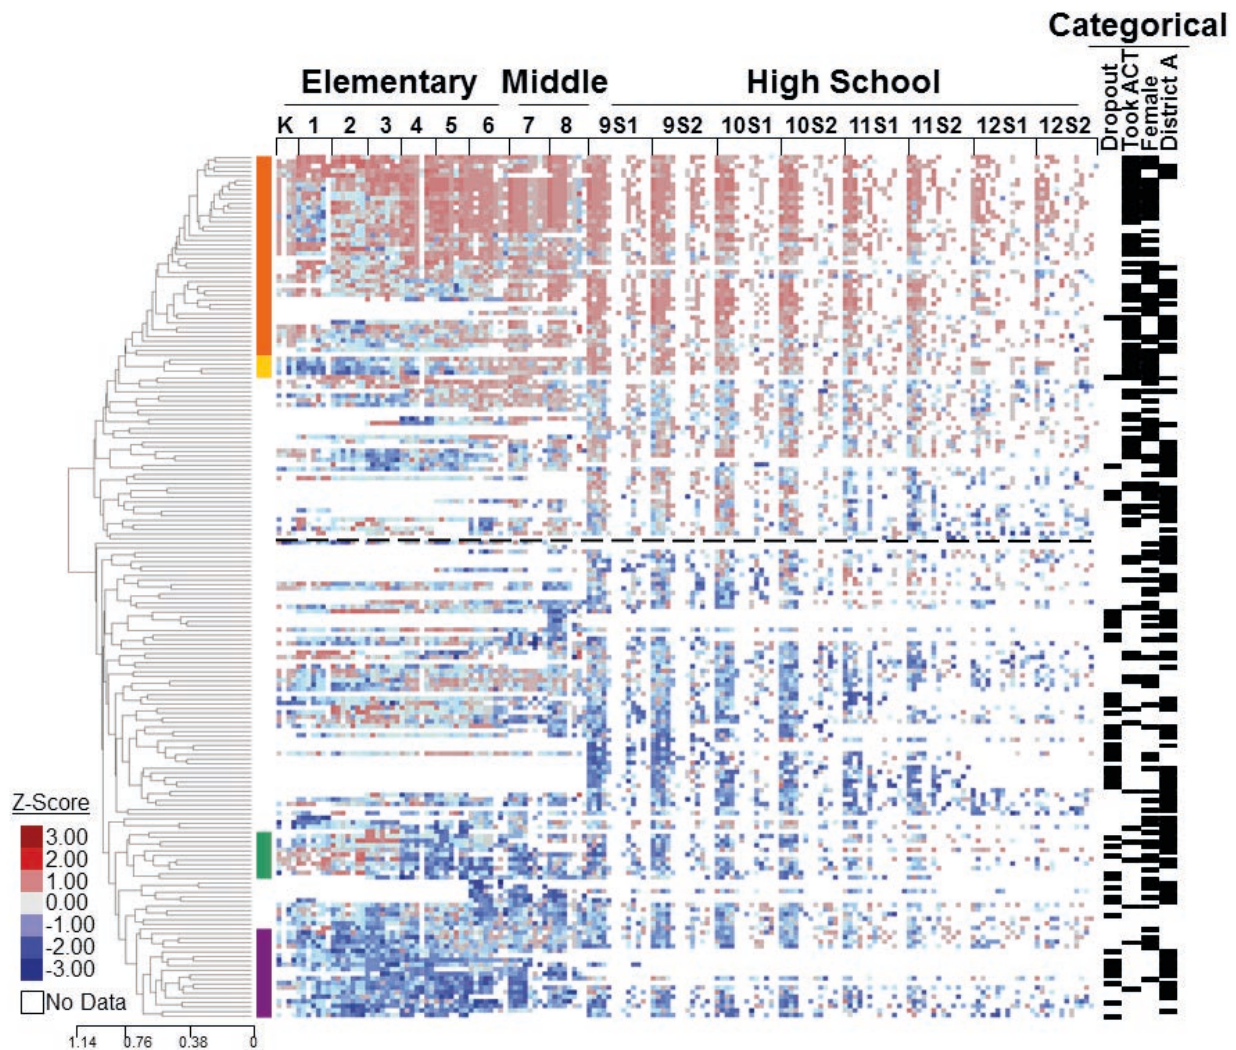 Categorical
Elementary Middle High School
Dropout
Took ACT
Female
District A
K 1 2 3 4 5 6 7 8 9S1 9S2 10S1 10S2 11S1 11S2 12S1 12S2
Z-Score
3.00
2.00
1.00
0.00
-1.00
-2.00
-3.00
No Data
1.14 0.76 0.38 0